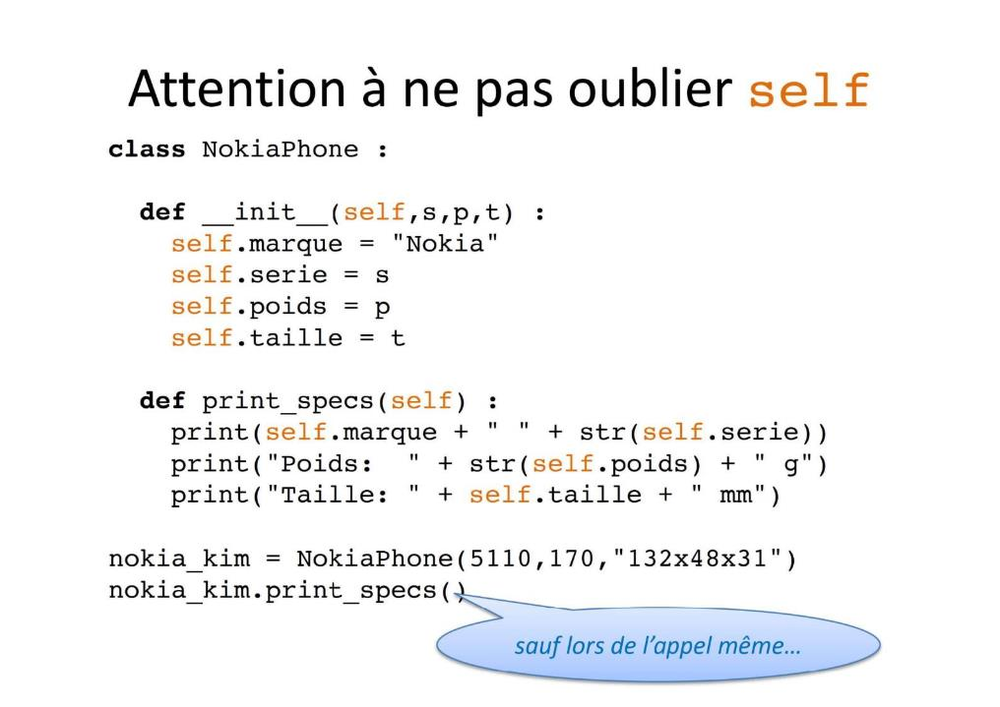 Attention à ne pas oublier self
class NokiaPhone :
  def __init__(self,s,p,t) :
    self.marque = "Nokia"
    self.serie = s
    self.poids = p
    self.taille = t
  def print_specs(self) :
    print(self.marque + " " + str(self.serie))
    print("Poids:  " + str(self.poids) + " g")
    print("Taille: " + self.taille + " mm")
nokia_kim = NokiaPhone(5110,170,"132x48x31")
nokia_kim.print_specs()
sauf lors de l’appel même…